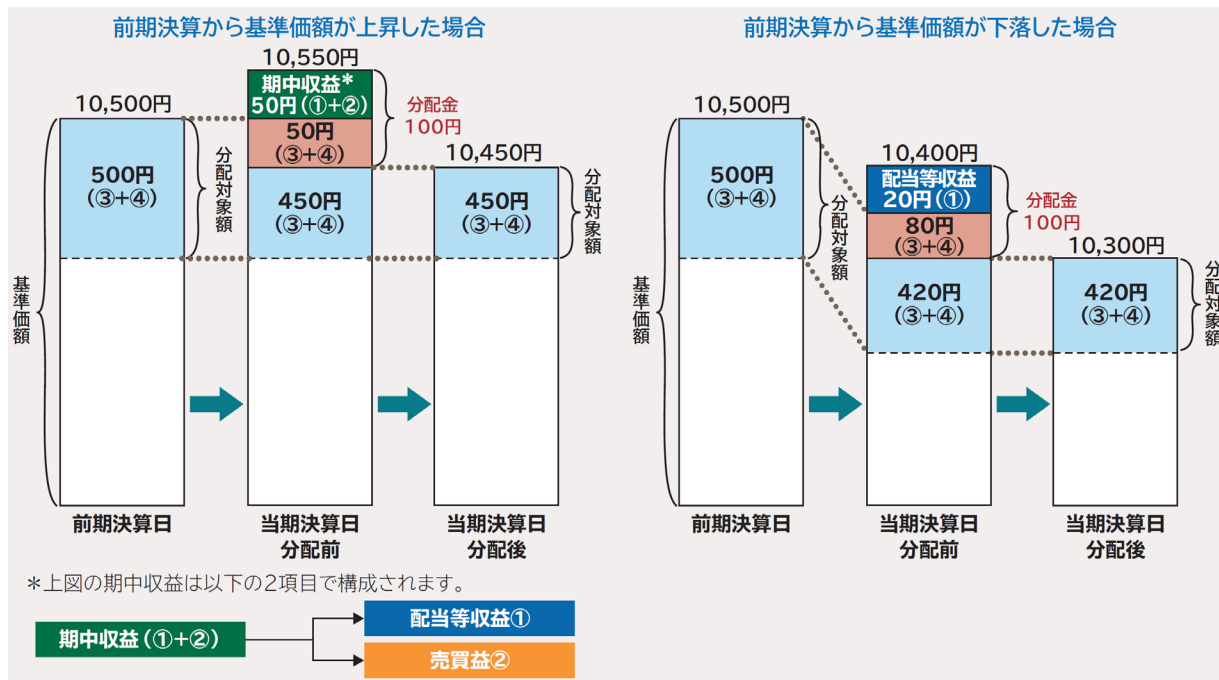 前期決算から基準価額が上昇した場合
10,500円
500円
(③+④)
分配対象額
基準価額
前期決算日
10,550円
期中収益*
50円(①+②)
50円
(③+④)
450円
(③+④)
分配金
100円
当期決算日
分配前
10,450円
450円
(③+④)
分配対象額
当期決算日
分配後
前期決算から基準価額が下落した場合
10,500円
500円
(③+④)
分配対象額
基準価額
前期決算日
10,400円
配当等収益
20円(①)
80円
(③+④)
420円
(③+④)
分配金
100円
当期決算日
分配前
10,300円
420円
(③+④)
分配対象額
当期決算日
分配後
*上図の期中収益は以下の2項目で構成されます。
期中収益(①+②)
配当等収益①
売買益②